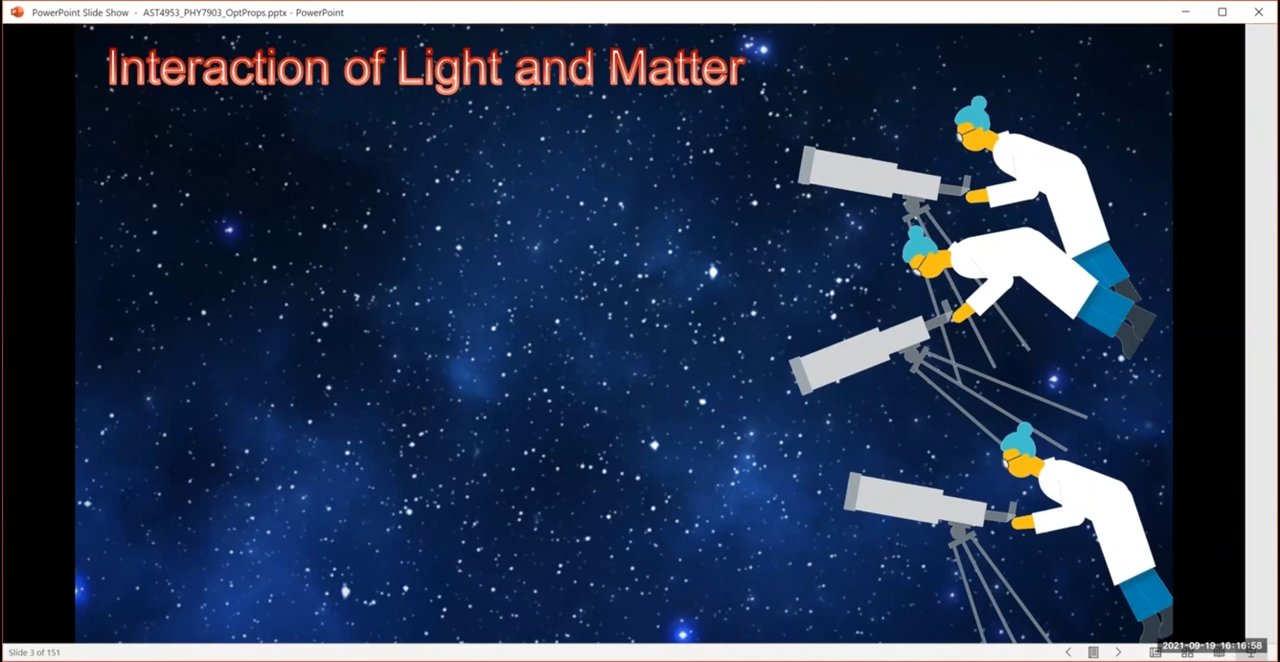 PowerPoint Slide Show - AST4953_PHY7903_OptProps.pptx - PowerPoint
Interaction of Light and Matter
Slide 3 of 151
2021-09-19 16:16:58